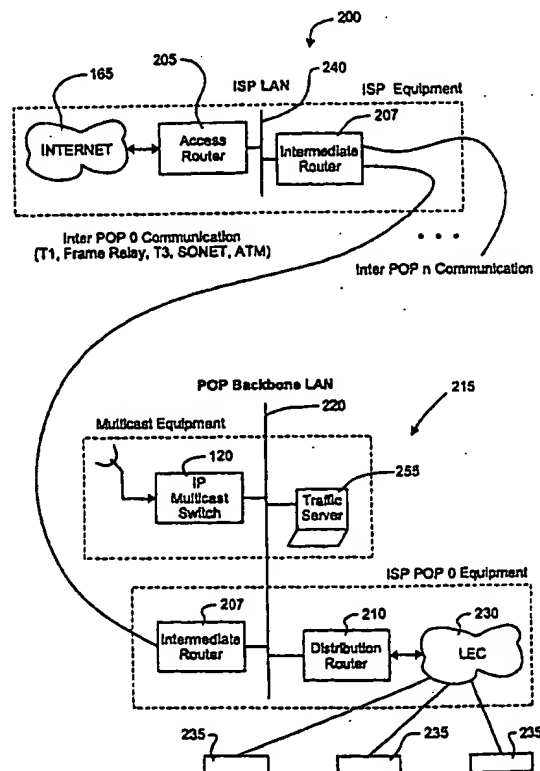 200
165
205
ISP LAN
240
ISP Equipment
207
INTERNET
Access
Router
Intermediate
Router
Inter POP 0 Communication
(T1, Frame Relay, T3, SONET, ATM)
Inter POP n Communication
POP Backbone LAN
220
215
Multicast Equipment
120
255
IP
Multicast
Switch
Traffic
Server
ISP POP 0 Equipment
207
210
230
Intermediate
Router
Distribution
Router
LEC
235
235
235